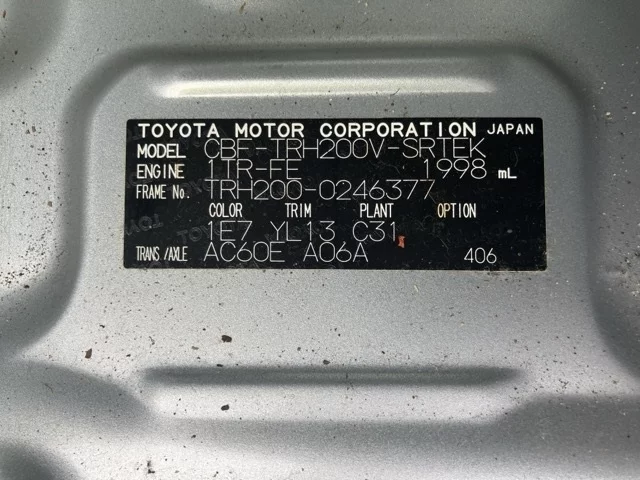 TOYOTA MOTOR CORPORATION JAPAN
MODEL CBF-TRH200V-SRTEK
ENGINE 1TR-FE 1998 mL
FRAME No. TRH200-0246377
COLOR TRIM PLANT OPTION
1E7 YL13 C31
TRANS./AXLE AC60E A06A 406